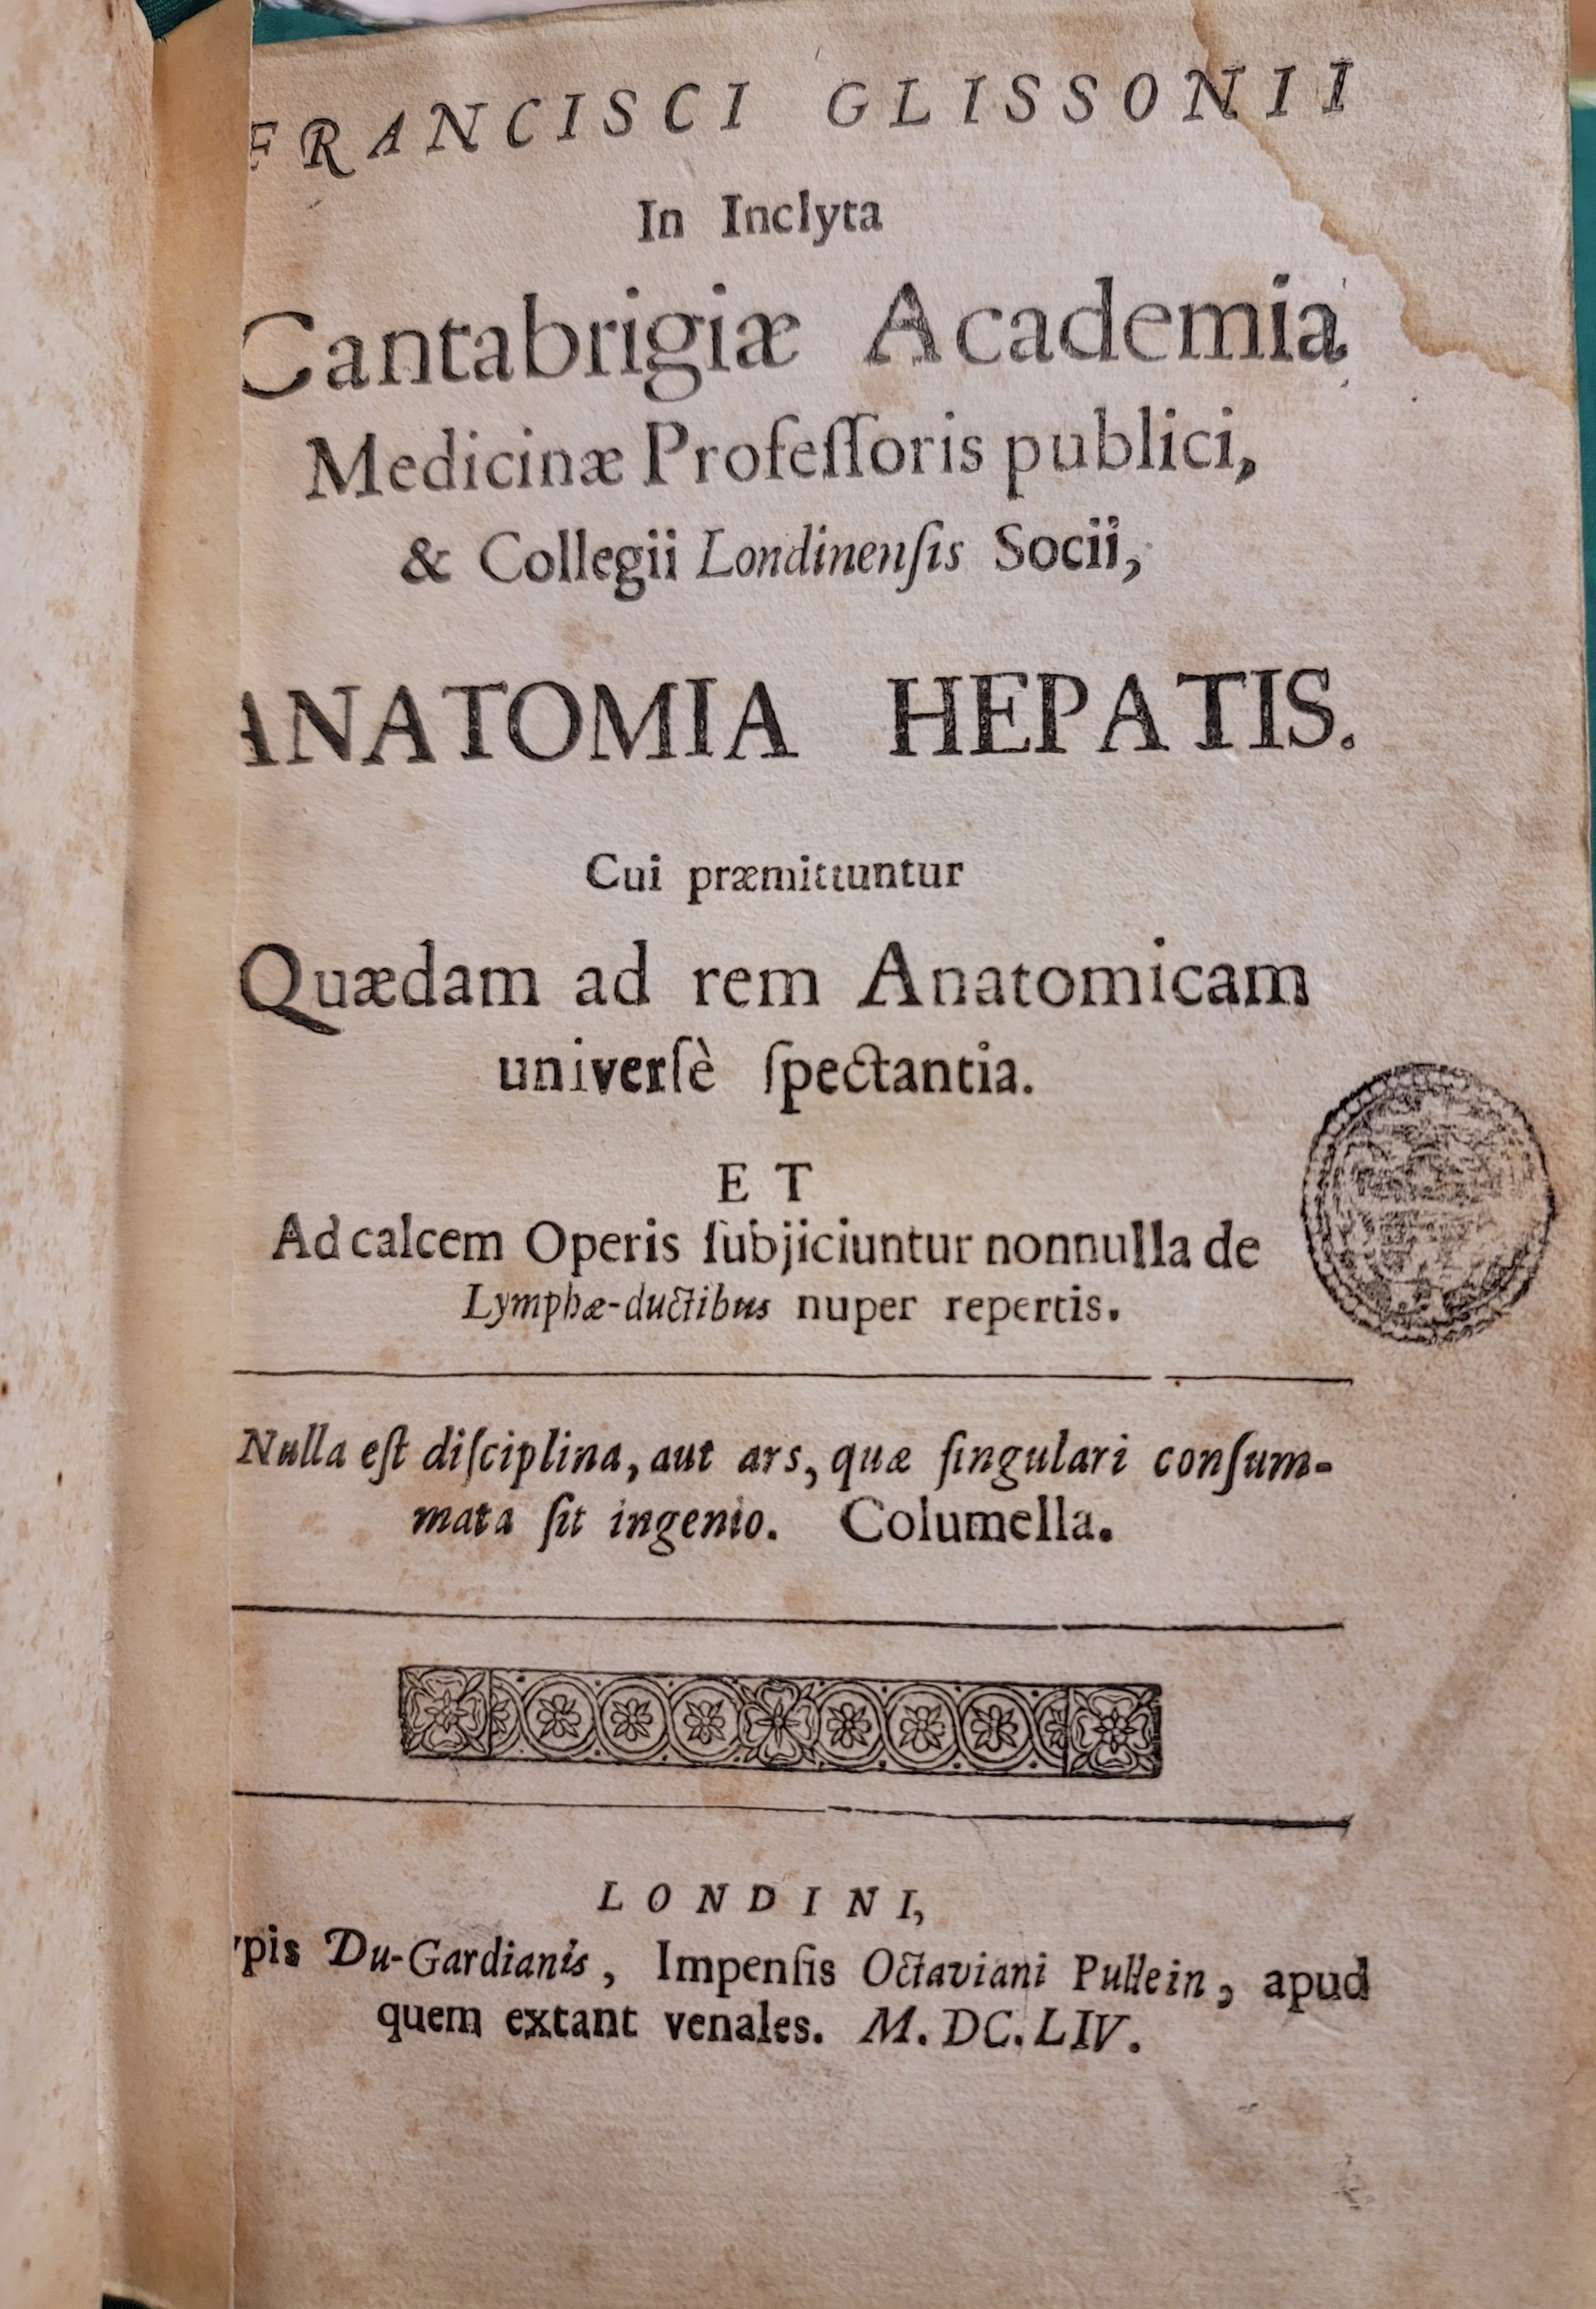 FRANCISCI GLISSONII
In Inclyta
Cantabrigiæ Academia
Medicinæ Profeſſoris publici,
& Collegii Londinenſis Socii,
ANATOMIA HEPATIS.
Cui præmittuntur
Quædam ad rem Anatomicam
univerſè ſpectantia.
ET
Ad calcem Operis ſubjiciuntur nonnulla de
Lymphæ-ductibus nuper repertis.
Nulla eſt diſciplina, aut ars, quæ ſingulari conſum-
mata ſit ingenio. Columella.
LONDINI,
ypis Du-Gardianis, Impenſis Octaviani Pullein, apud
quem extant venales. M.DC.LIV.